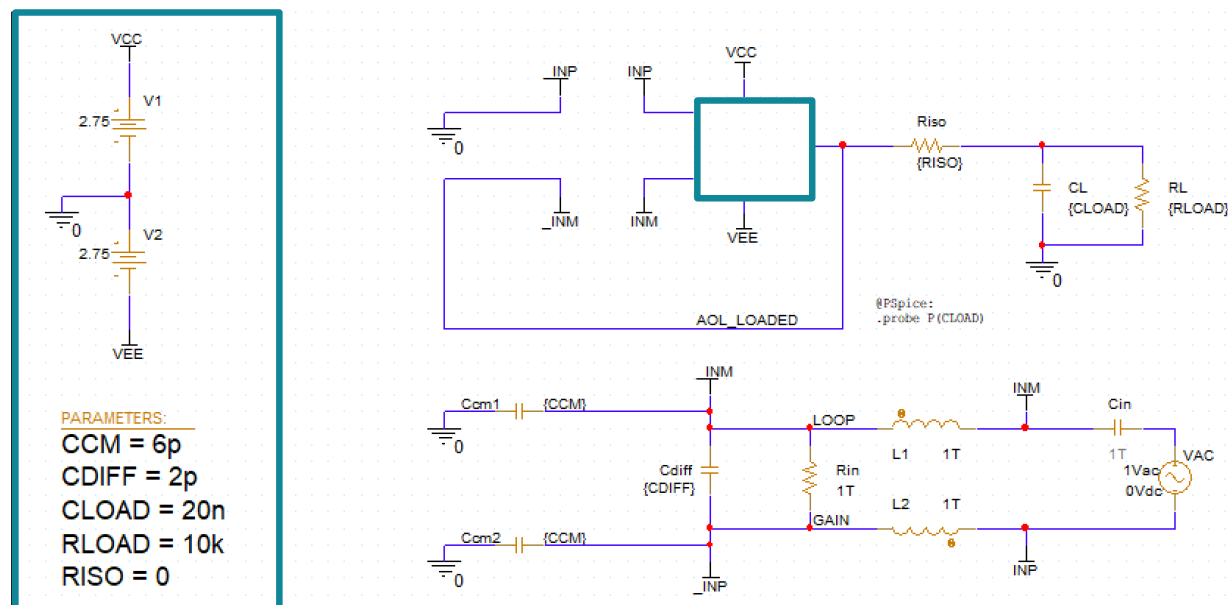 VCC
V1
2.75
0
V2
2.75
VEE
PARAMETERS:
CCM = 6p
CDIFF = 2p
CLOAD = 20n
RLOAD = 10k
RISO = 0
_INP
INP
VCC
0
_INM
INM
VEE
Riso
{RISO}
CL
{CLOAD}
RL
{RLOAD}
0
AOL_LOADED
@PSpice:
.probe P(CLOAD)
_INM
INM
Ccm1
{CCM}
0
LOOP
L1
1T
Cin
1T
VAC
1Vac
0Vdc
Cdiff
{CDIFF}
Rin
1T
L2
1T
GAIN
Ccm2
{CCM}
0
_INP
INP